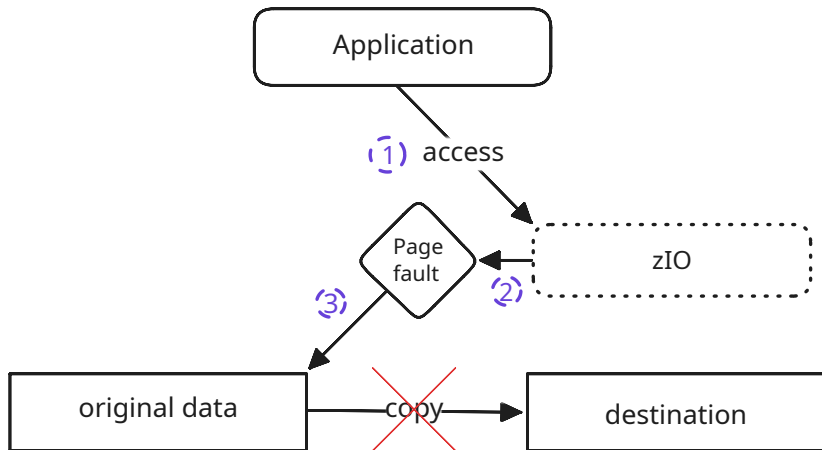 Application
1
access
Page
fault
zIO
2
3
original data
copy
destination